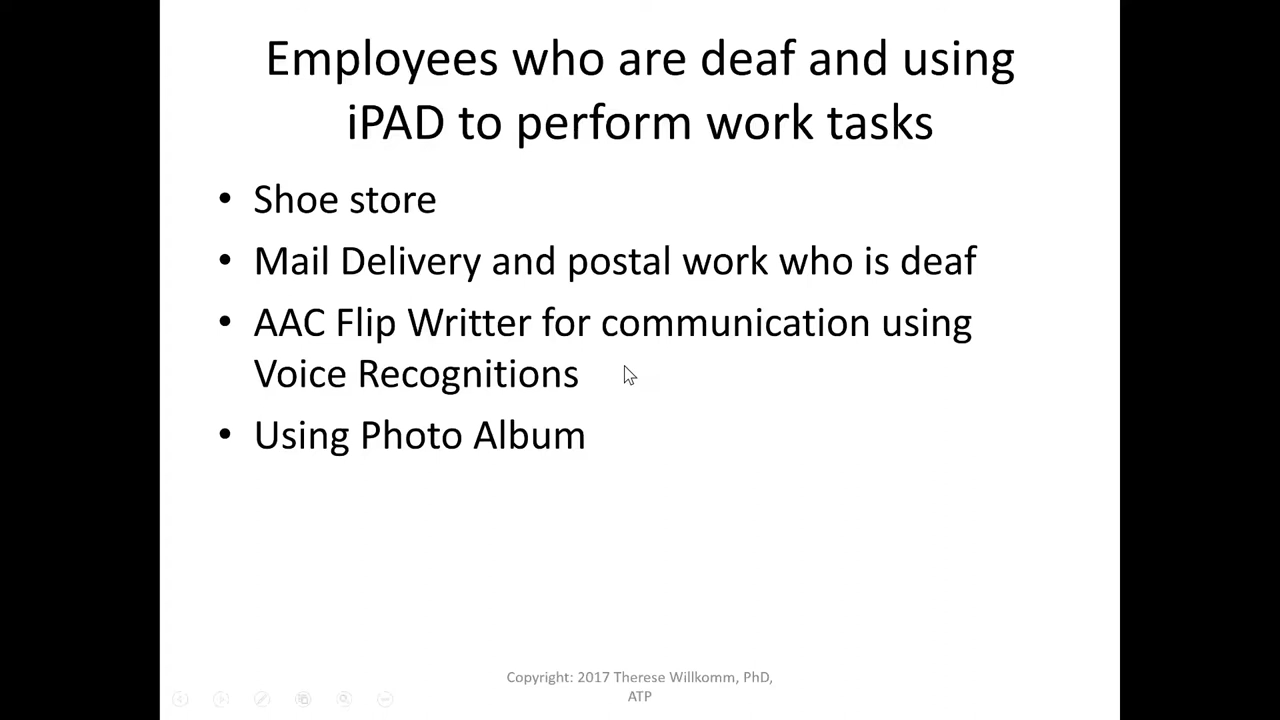 Employees who are deaf and using
iPAD to perform work tasks
• Shoe store
• Mail Delivery and postal work who is deaf
• AAC Flip Writter for communication using
Voice Recognitions
• Using Photo Album
Copyright: 2017 Therese Willkomm, PhD,
ATP